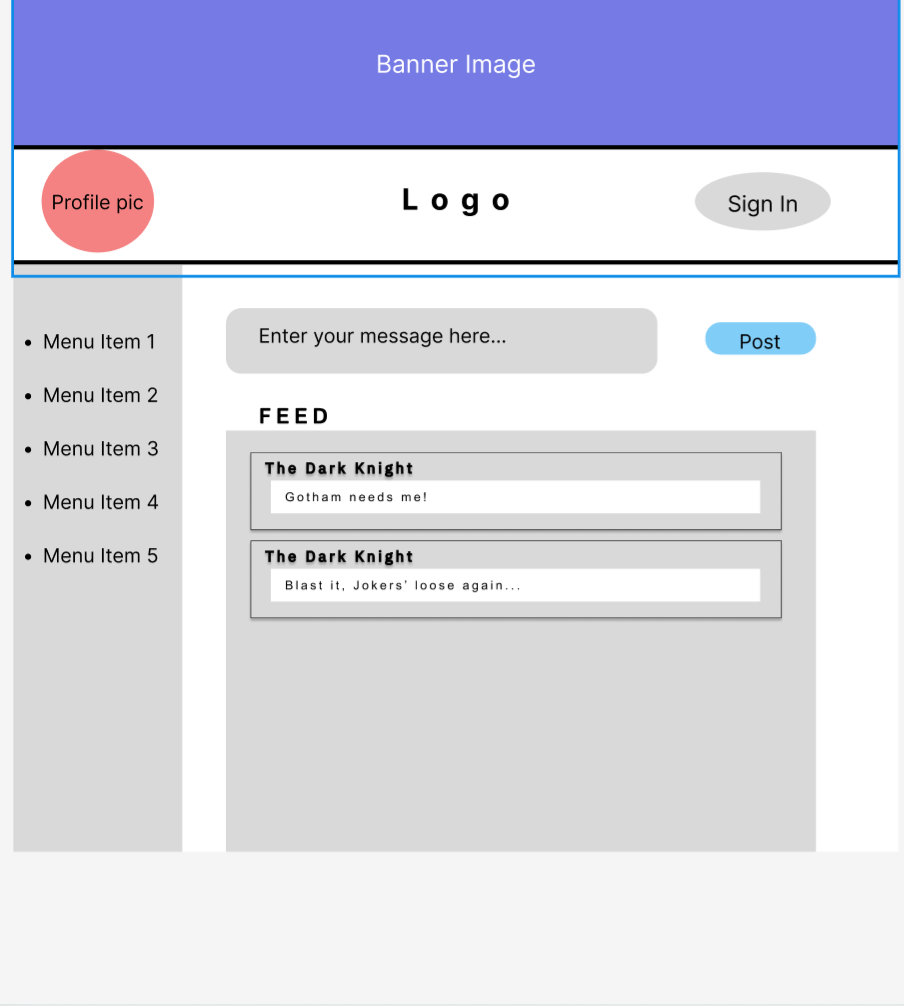 Banner Image
Profile pic
Logo
Sign In
Menu Item 1
Menu Item 2
Menu Item 3
Menu Item 4
Menu Item 5
Enter your message here...
Post
FEED
The Dark Knight
Gotham needs me!
The Dark Knight
Blast it, Jokers’ loose again...